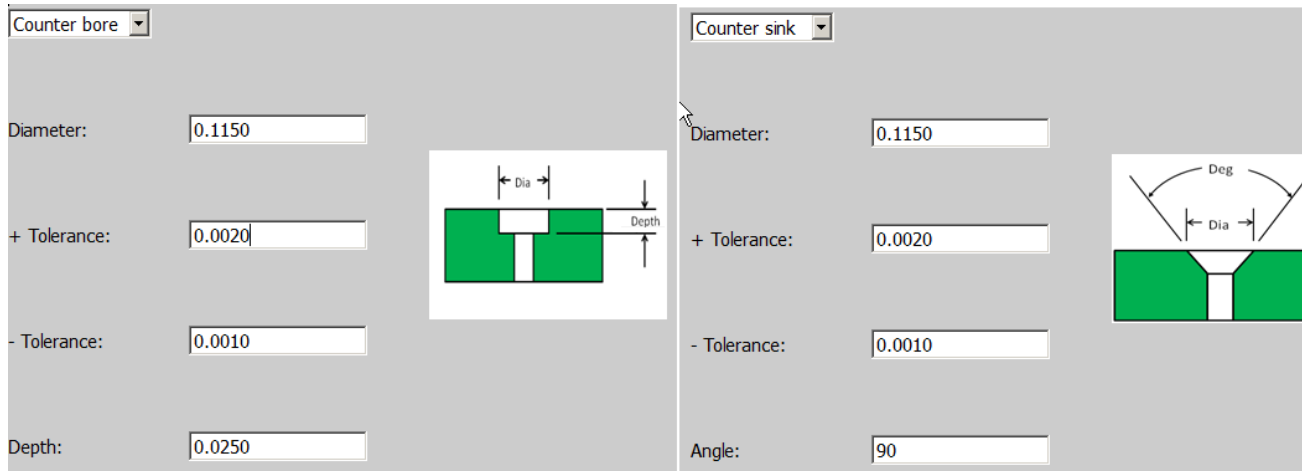 Counter bore
Diameter: 0.1150
+ Tolerance: 0.0020
- Tolerance: 0.0010
Depth: 0.0250
Dia
Depth
Counter sink
Diameter: 0.1150
+ Tolerance: 0.0020
- Tolerance: 0.0010
Angle: 90
Deg
Dia